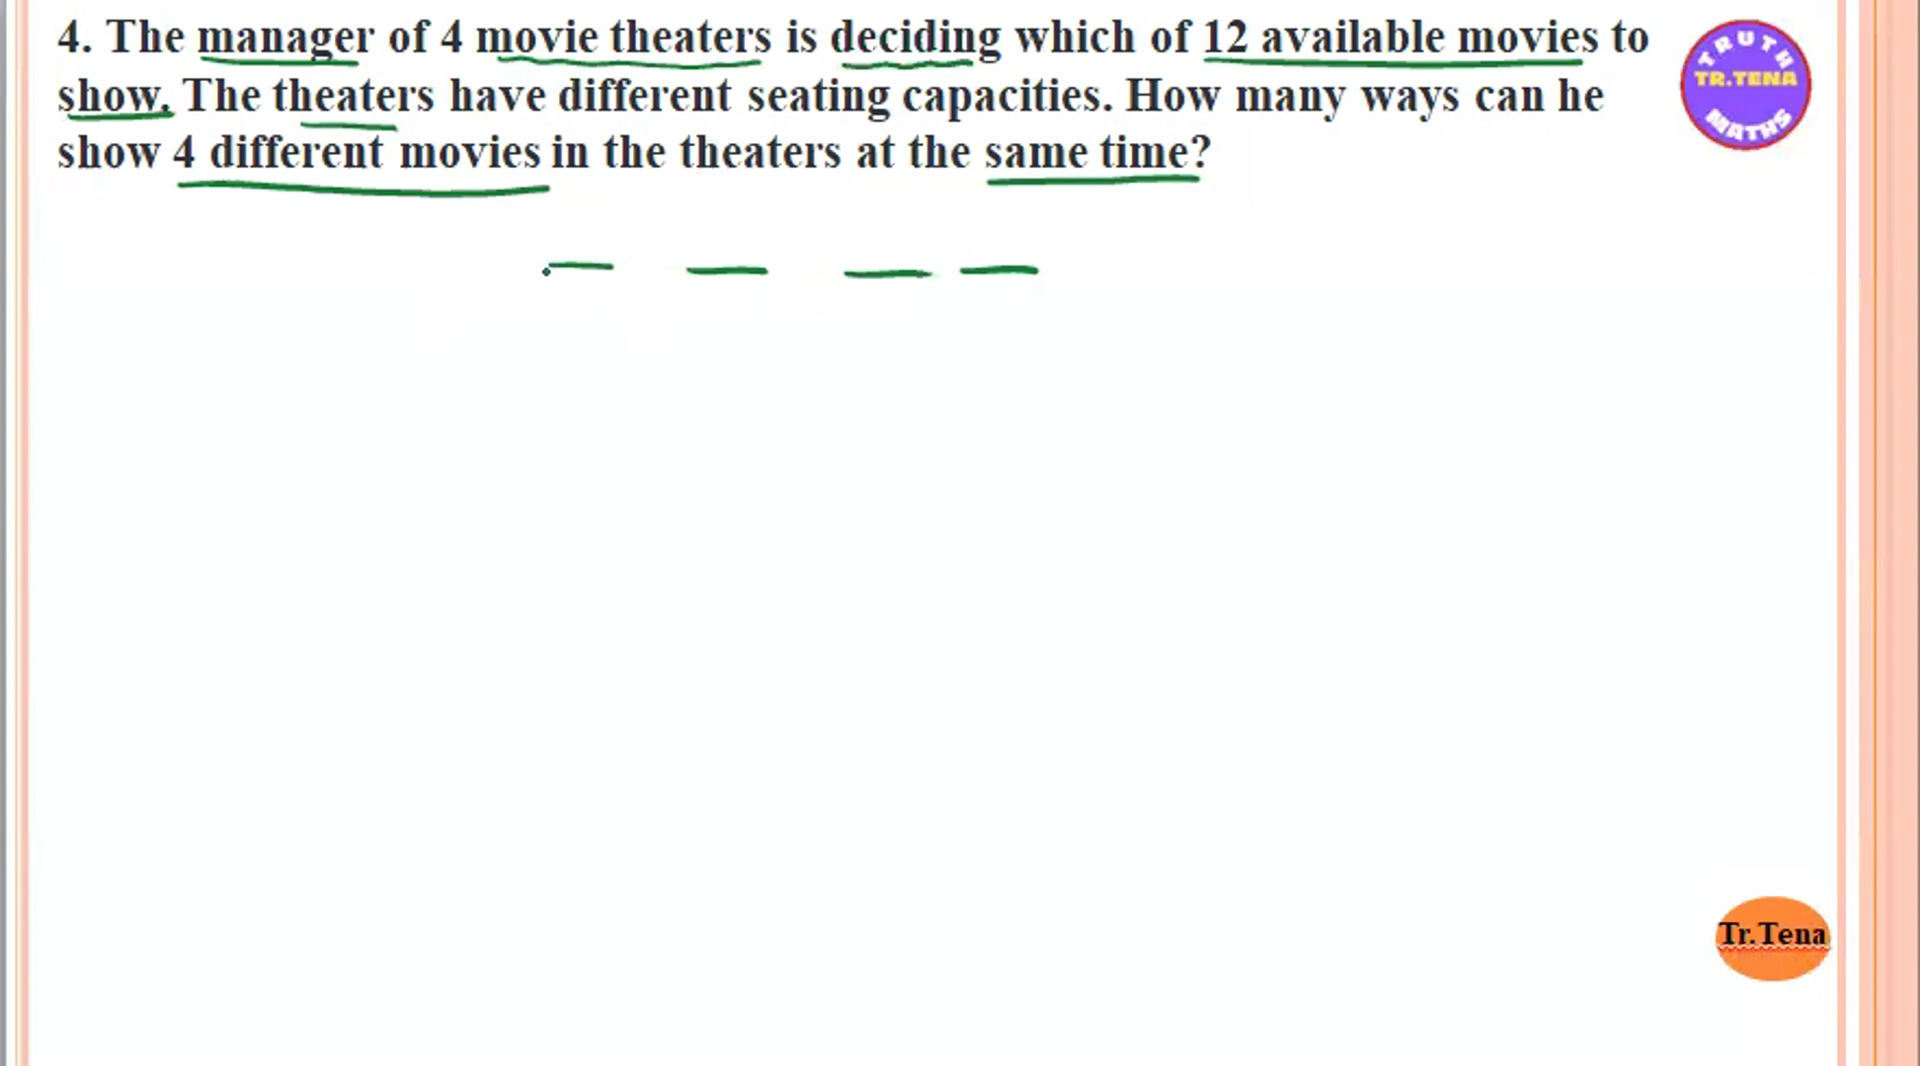 4. The manager of 4 movie theaters is deciding which of 12 available movies to
show. The theaters have different seating capacities. How many ways can he
show 4 different movies in the theaters at the same time?
TRUTH
TR.TENA
MATHS
Tr.Tena